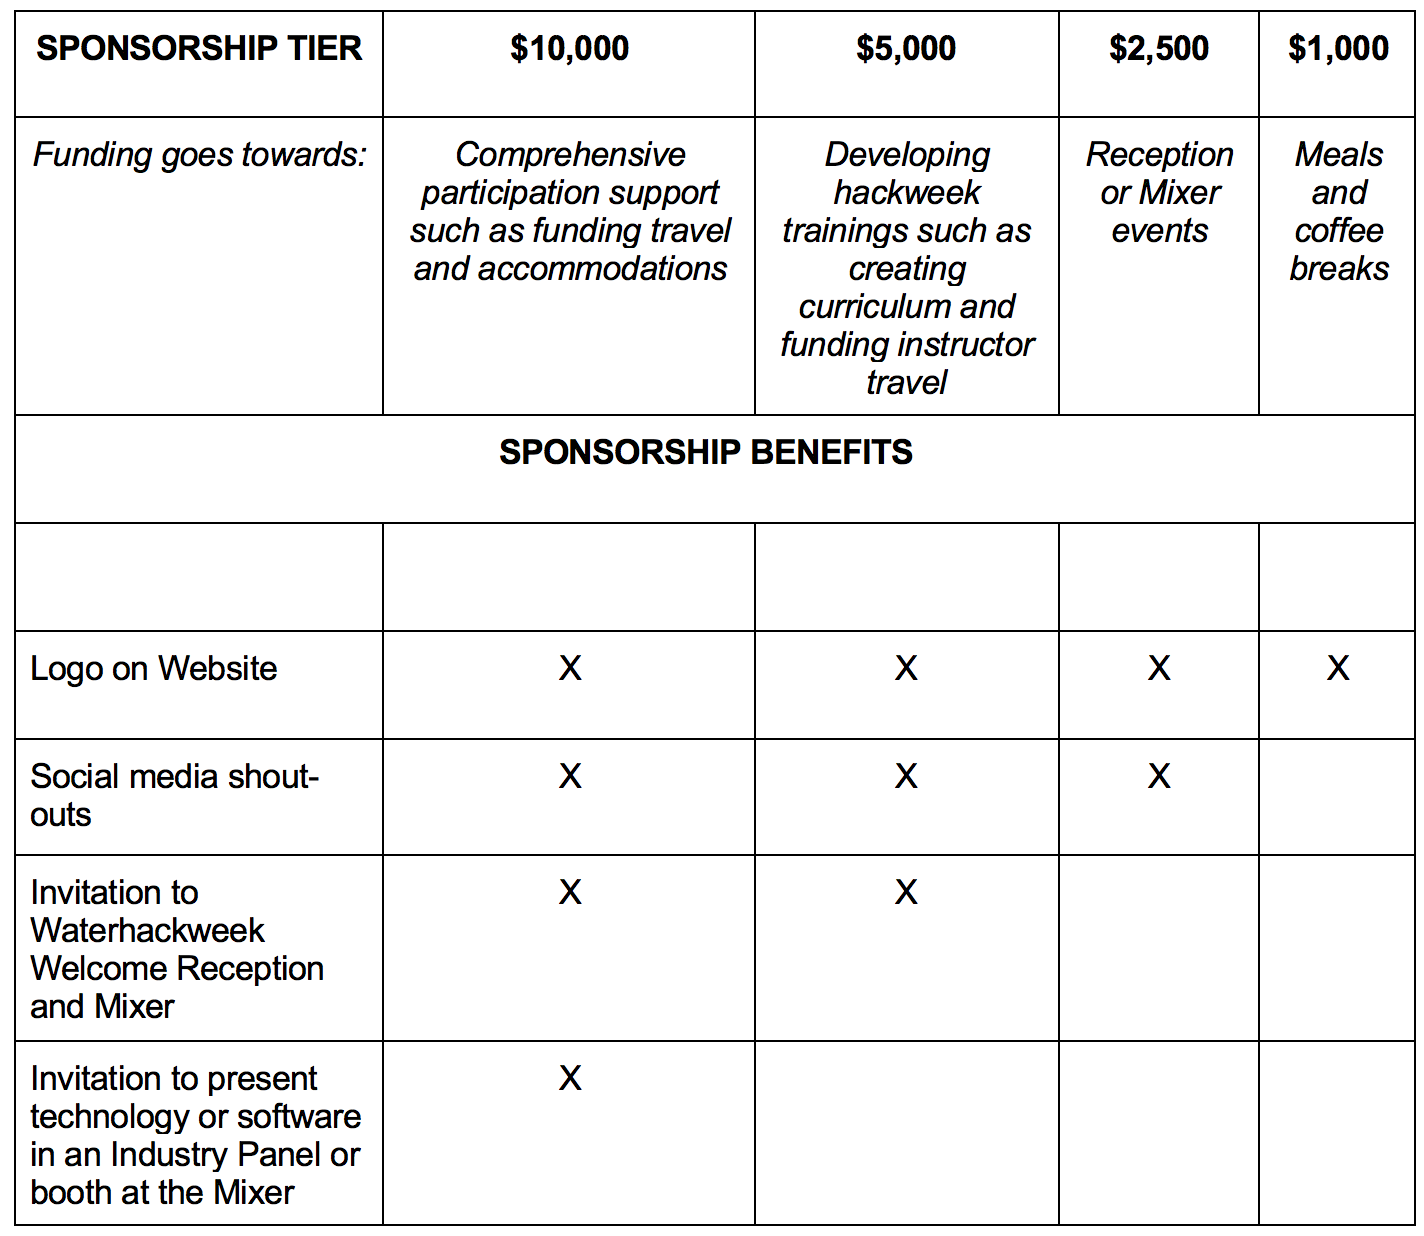 SPONSORSHIP TIER $10,000 $5,000 $2,500 $1,000
Funding goes towards:
Comprehensive
participation support
such as funding travel
and accommodations
Developing
hackweek
trainings such as
creating
curriculum and
funding instructor
travel
Reception
or Mixer
events
Meals
and
coffee
breaks
SPONSORSHIP BENEFITS
Logo on Website X X X X
Social media shout-
outs
X X X
Invitation to
Waterhackweek
Welcome Reception
and Mixer
X X
Invitation to present
technology or software
in an Industry Panel or
booth at the Mixer
X